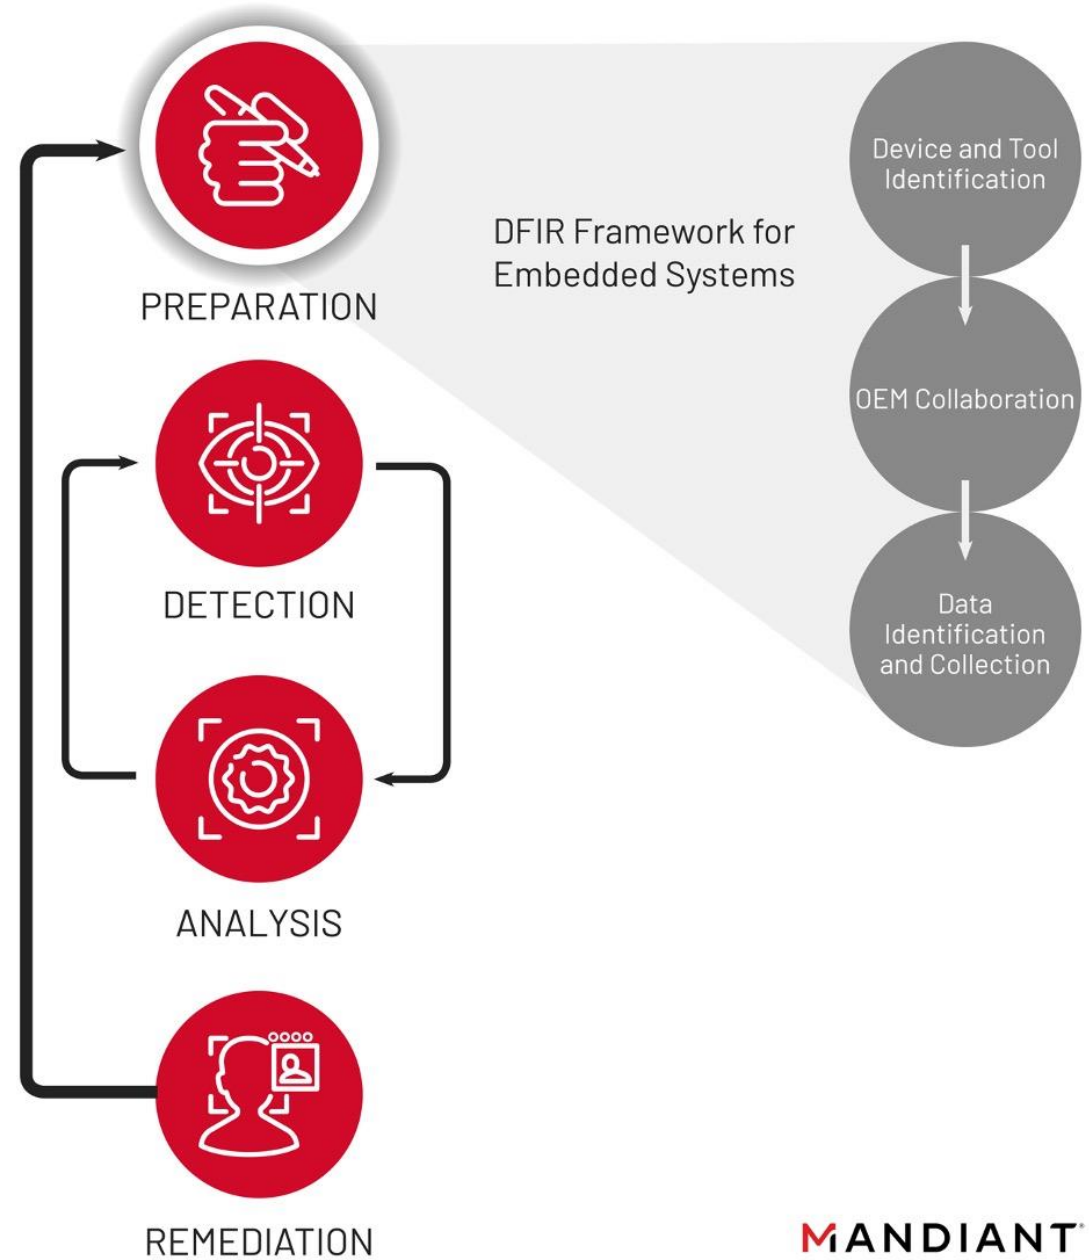 PREPARATION
DFIR Framework for
Embedded Systems
Device and Tool
Identification
OEM Collaboration
Data
Identification
and Collection
DETECTION
ANALYSIS
REMEDIATION
MANDIANT